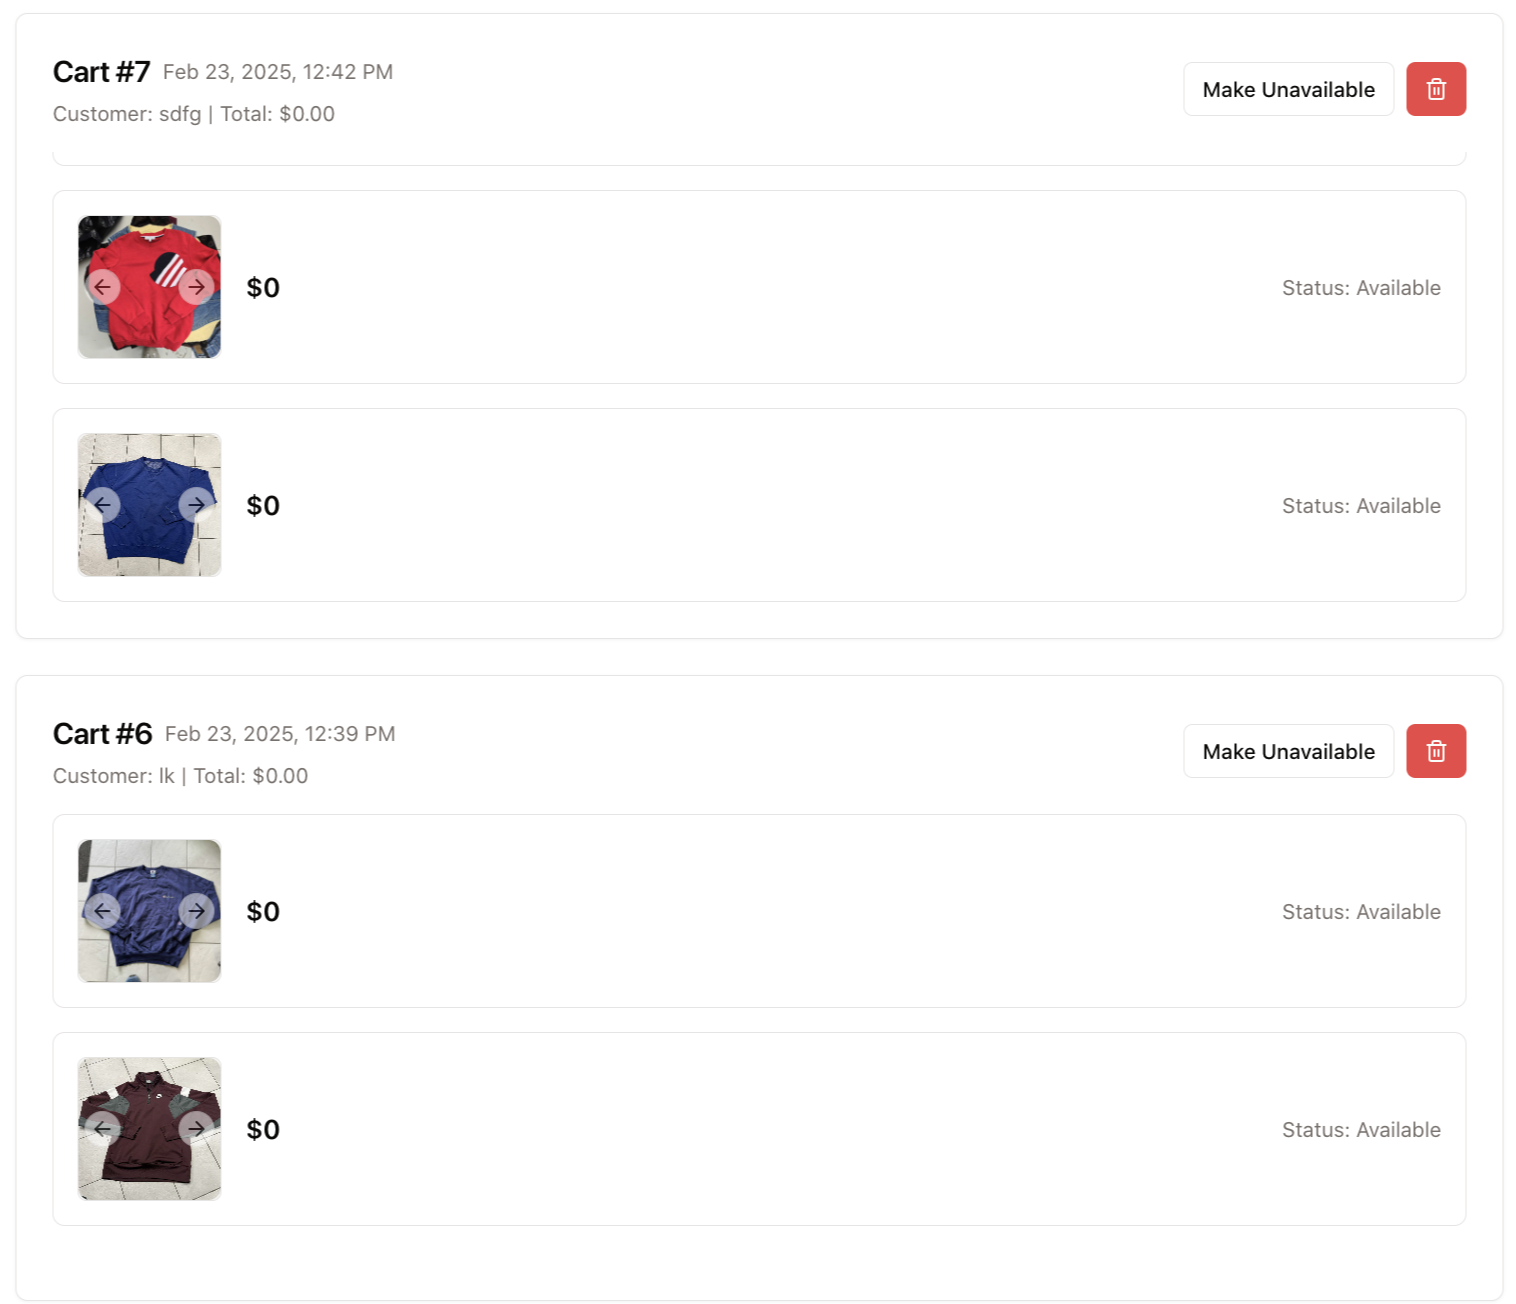 Cart #7 Feb 23, 2025, 12:42 PM
Make Unavailable
Customer: sdfg | Total: $0.00
$0
Status: Available
$0
Status: Available
Cart #6 Feb 23, 2025, 12:39 PM
Make Unavailable
Customer: lk | Total: $0.00
$0
Status: Available
$0
Status: Available